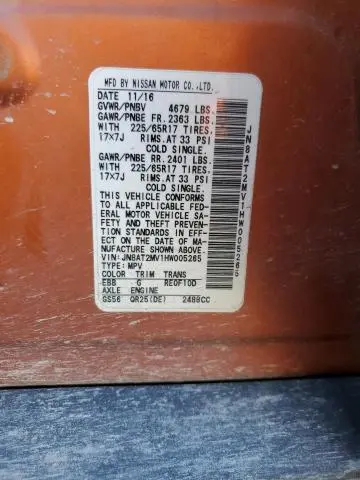 MFD BY NISSAN MOTOR CO.,LTD.
DATE 11/16
GVWR/PNBV 4679 LBS.
GAWR/PNBE FR. 2363 LBS.
WITH 225/65R17 TIRES,
17×7J RIMS.AT 33 PSI
COLD SINGLE.
GAWR/PNBE RR. 2401 LBS.
WITH 225/65R17 TIRES,
17×7J RIMS.AT 33 PSI
COLD SINGLE.
THIS VEHICLE CONFORMS
TO ALL APPLICABLE FED-
ERAL MOTOR VEHICLE SA-
FETY AND THEFT PREVEN-
TION STANDARDS IN EFF-
ECT ON THE DATE OF MA-
NUFACTURE SHOWN ABOVE.
VIN:JN8AT2MV1HW005265
TYPE: MPV
COLOR TRIM TRANS
EBB G RE0F10D
AXLE ENGINE
GS56 QR25(DE) 2488CC
JN8AT2MV1HW005265